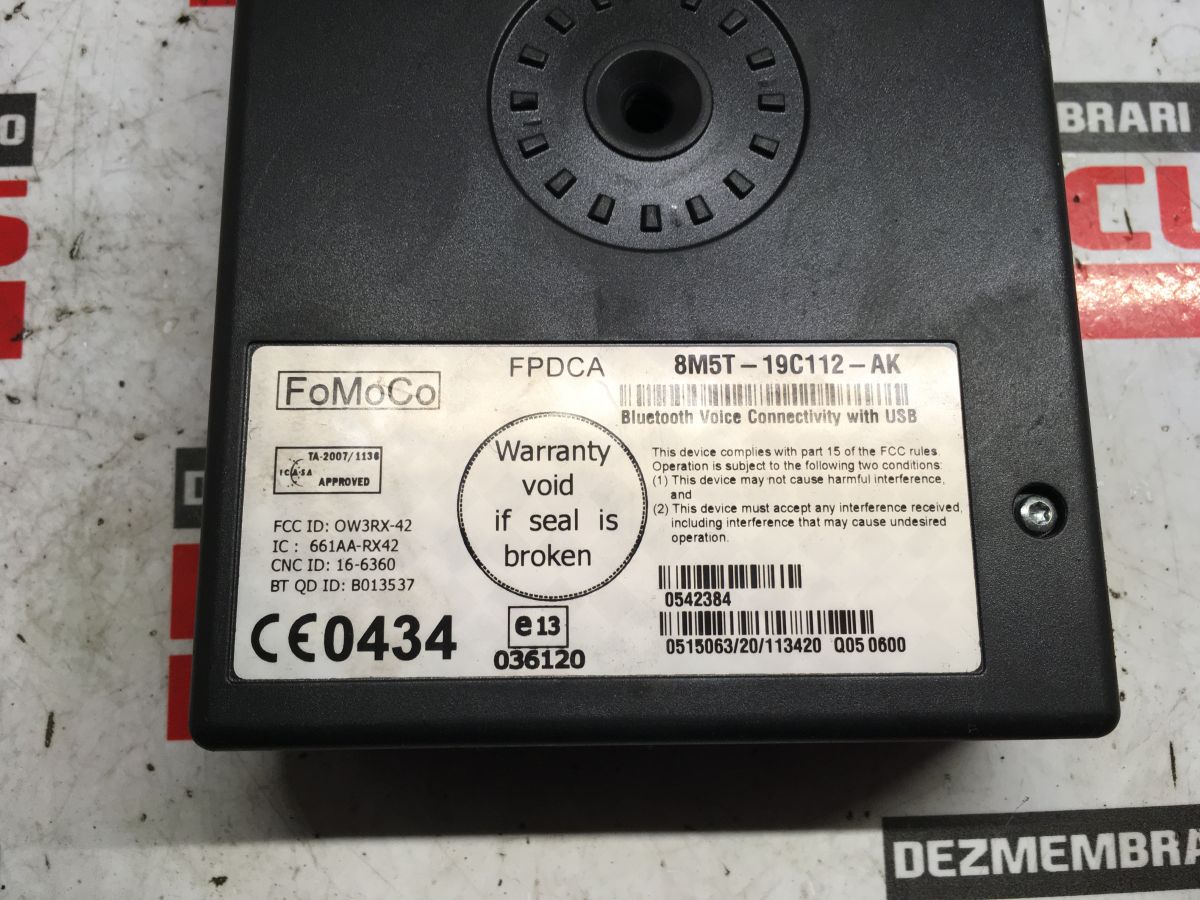 O
BRARI
S
CU
FoMoCo
FPDCA
8M5T-19C112-AK
Bluetooth Voice Connectivity with USB
TA-2007/1136
ICASA
APPROVED
Warranty
void
if seal is
broken
This device complies with part 15 of the FCC rules.
Operation is subject to the following two conditions:
(1) This device may not cause harmful interference,
and
(2) This device must accept any interference received,
including interference that may cause undesired
operation.
FCC ID: OW3RX-42
IC : 661AA-RX42
CNC ID: 16-6360
BT QD ID: B013537
CE0434
e13
036120
0542384
0515063/20/113420 Q05 0600
DEZMEMBRA